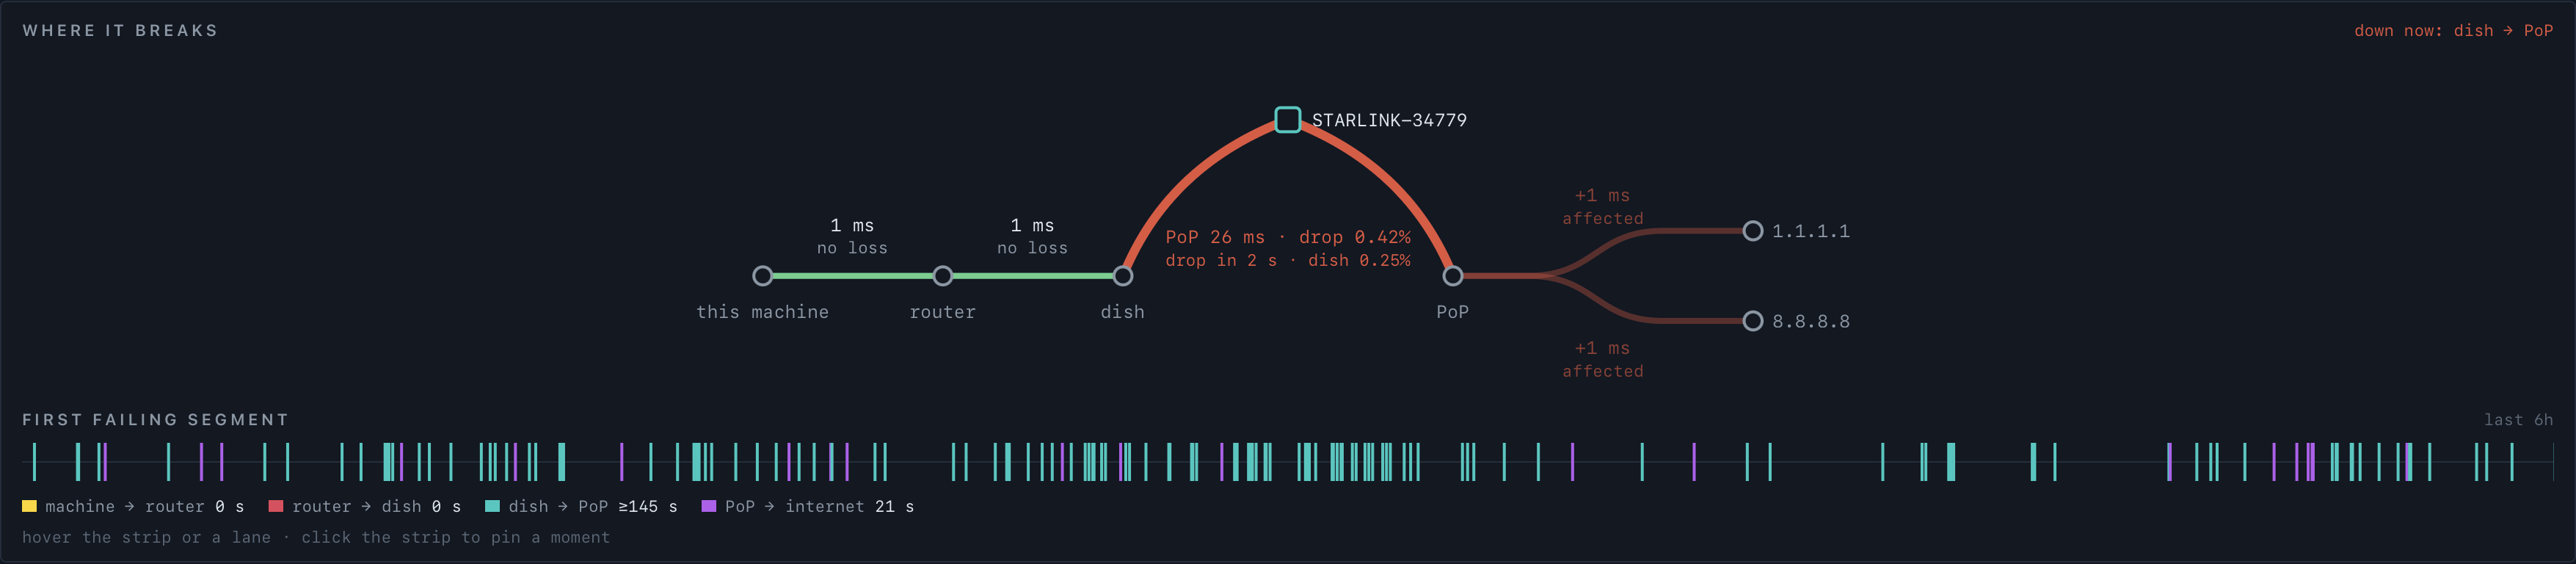 WHERE IT BREAKS
down now: dish → PoP
STARLINK-34779
1 ms
no loss
1 ms
no loss
PoP 26 ms · drop 0.42%
drop in 2 s · dish 0.25%
+1 ms
affected
1.1.1.1
this machine
router
dish
PoP
8.8.8.8
+1 ms
affected
FIRST FAILING SEGMENT
last 6h
machine → router 0 s
router → dish 0 s
dish → PoP ≥145 s
PoP → internet 21 s
hover the strip or a lane · click the strip to pin a moment